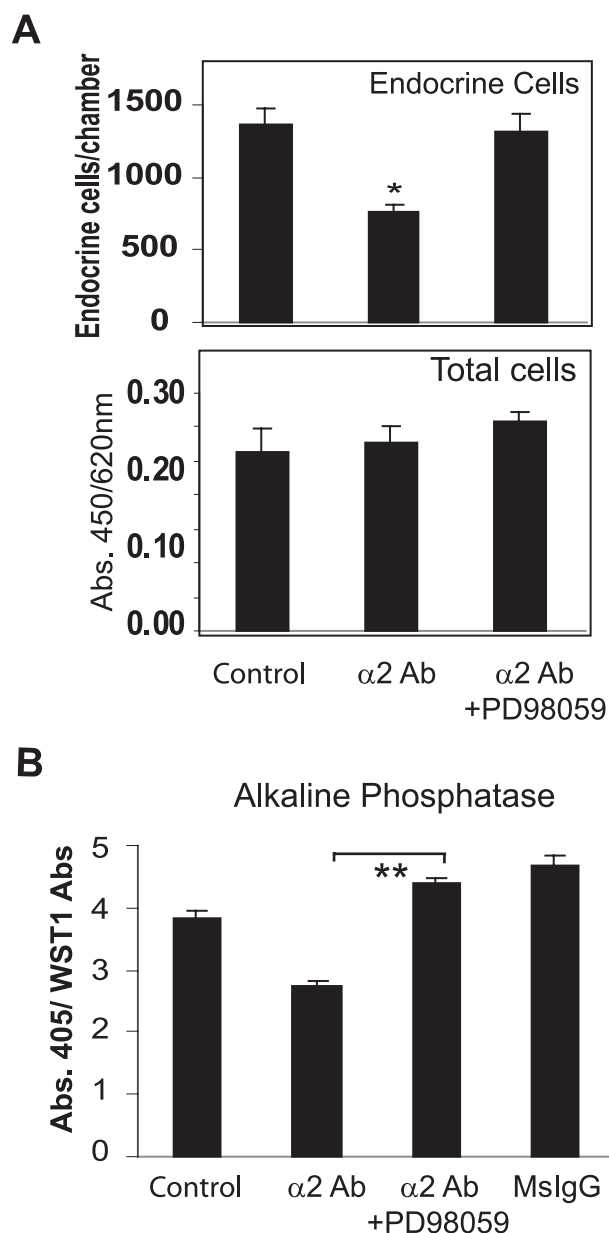 A
Endocrine Cells
Endocrine cells/chamber
1500
1000
500
0
*
Total cells
Abs. 450/620nm
0.30
0.20
0.10
0.00
Control α2 Ab α2 Ab
+PD98059
B
Alkaline Phosphatase
Abs. 405/ WST1 Abs
5
4
3
2
1
0
**
Control α2 Ab α2 Ab MsIgG
+PD98059